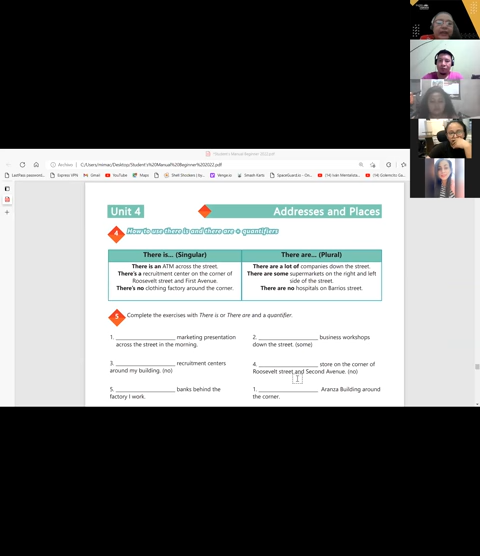 Student's Manual Beginner 2022.pdf
Archivo | C:/Users/mimac/Desktop/Student's%20Manual%20Beginner%202022.pdf
Express VPN Gmail YouTube Maps Smart Karts
Unit 4 Addresses and Places
4 How to use there is and there are + quantifiers
There is... (Singular) There are... (Plural)
There is an ATM across the street.
There's a recruitment center on the corner of
Roosevelt street and First Avenue.
There's no clothing factory around the corner.
There are a lot of companies down the street.
There are some supermarkets on the right and left
side of the street.
There are no hospitals on Barrios street.
5 Complete the exercises with There is or There are and a quantifier.
1. ____________________ marketing presentation
across the street in the morning.
2. ____________________ business workshops
down the street. (some)
3. ____________________ recruitment centers
around my building. (no)
4. ____________________ store on the corner of
Roosevelt street and Second Avenue. (no)
5. ____________________ banks behind the
factory I work.
1. ____________________ Aranza Building around
the corner.